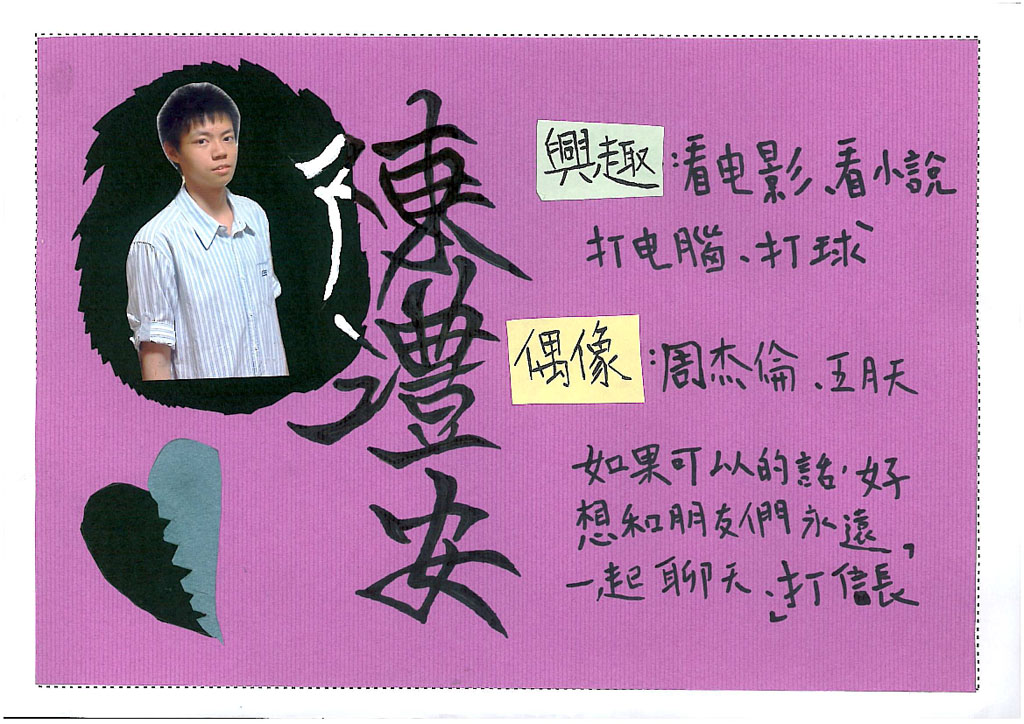 陳澧安
興趣:看电影、看小說
打电腦、打球
偶像:周杰倫、五月天
如果可以的話,好
想和朋友們永遠,
一起聊天、打信長